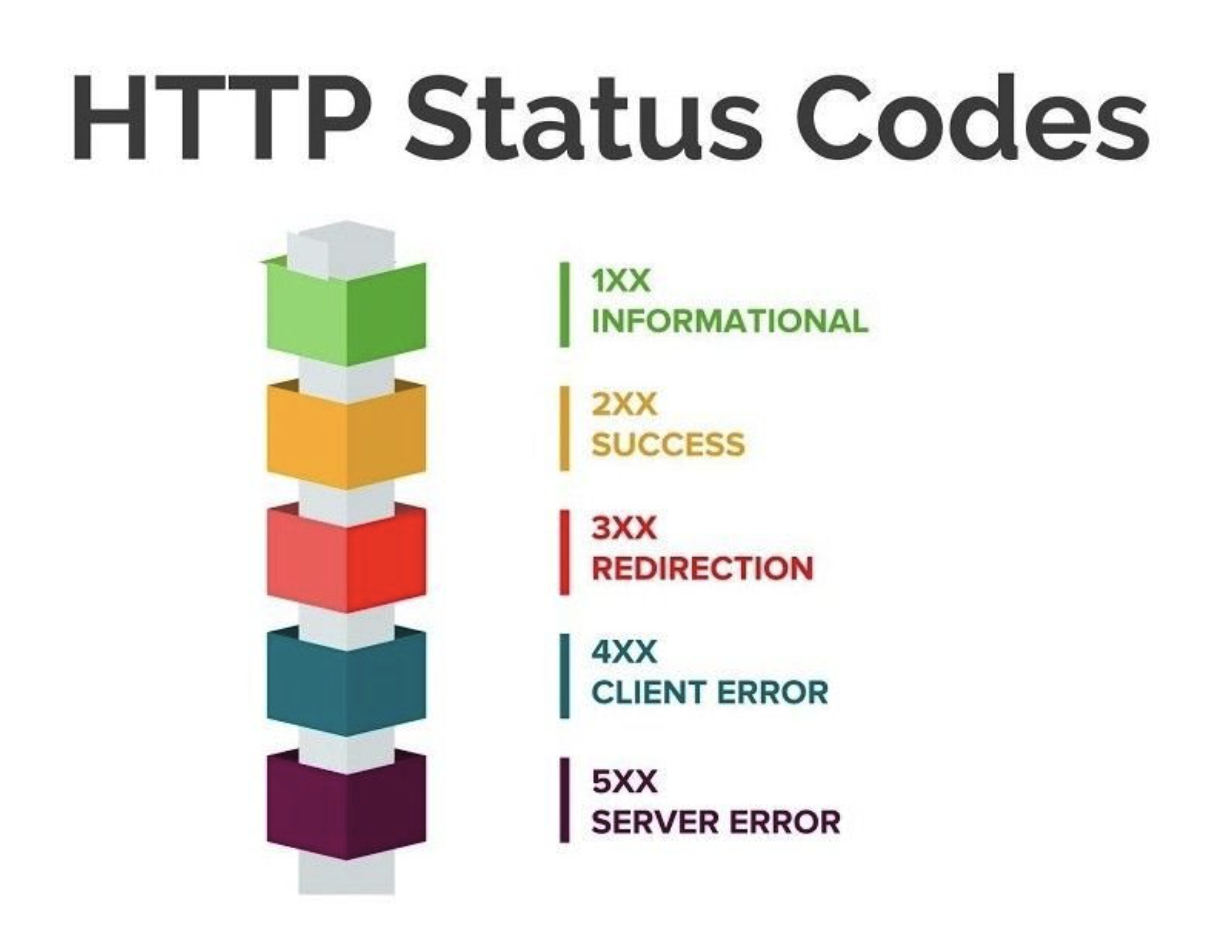 HTTP Status Codes
1XX
INFORMATIONAL
2XX
SUCCESS
3XX
REDIRECTION
4XX
CLIENT ERROR
5XX
SERVER ERROR